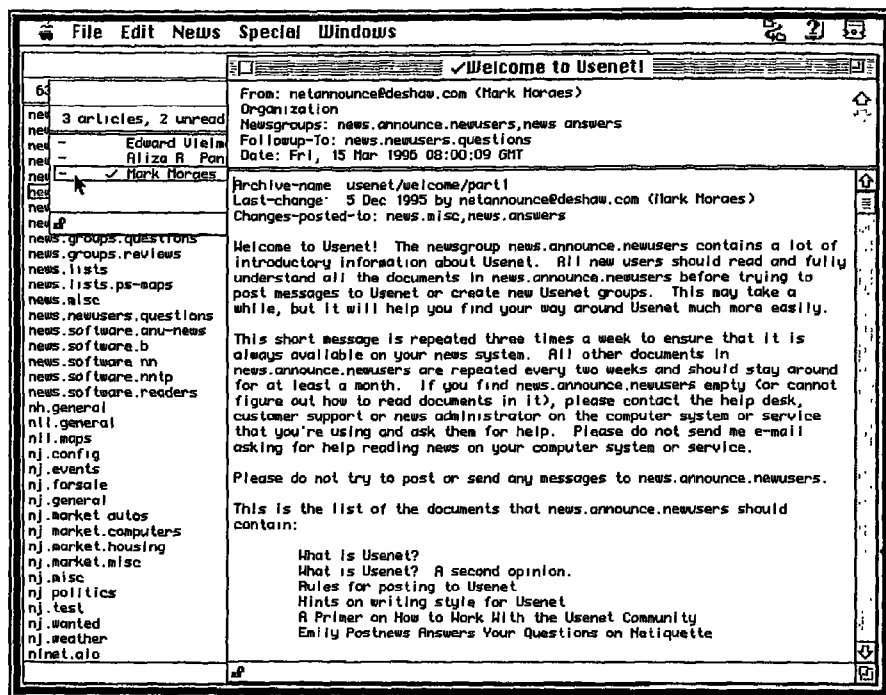 File Edit News Special Windows
✓Welcome to Usenet!
63
3 articles, 2 unread
- Edward Vielm
- Aliza R Pan
- ✓ Mark Moraes
From: netannounce@deshaw.com (Mark Moraes)
Organization
Newsgroups: news.announce.newusers,news answers
Followup-To: news.newusers.questions
Date: Fri, 15 Mar 1996 08:00:09 GMT
Archive-name usenet/welcome/part1
Last-change· 5 Dec 1995 by netannounce@deshaw.com (Mark Moraes)
Changes-posted-to: news.misc,news.answers
Welcome to Usenet! The newsgroup news.announce.newusers contains a lot of
introductory information about Usenet. All new users should read and fully
understand all the documents in news.announce.newusers before trying to
post messages to Usenet or create new Usenet groups. This may take a
while, but it will help you find your way around Usenet much more easily.
This short message is repeated three times a week to ensure that it is
always available on your news system. All other documents in
news.announce.newusers are repeated every two weeks and should stay around
for at least a month. If you find news.announce.newusers empty (or cannot
figure out how to read documents in it), please contact the help desk,
customer support or news administrator on the computer system or service
that you're using and ask them for help. Please do not send me e-mail
asking for help reading news on your computer system or service.
Please do not try to post or send any messages to news.announce.newusers.
This is the list of the documents that news.announce.newusers should
contain:
What is Usenet?
What is Usenet? A second opinion.
Rules for posting to Usenet
Hints on writing style for Usenet
A Primer on How to Work With the Usenet Community
Emily Postnews Answers Your Questions on Netiquette
new
new
new
new
new
new
new
new
new
news.groups.questions
news.groups.reviews
news.lists
news.lists.ps-maps
news.misc
news.newusers.questions
news.software.anu-news
news.software.b
news.software nn
news.software.nntp
news.software.readers
nh.general
nil.general
nil.maps
nj.config
nj.events
nj.forsale
nj.general
nj.market autos
nj market.computers
nj.market.housing
nj.market.misc
nj.misc
nj politics
nj.test
nj.wanted
nj.weather
nlnet.aio